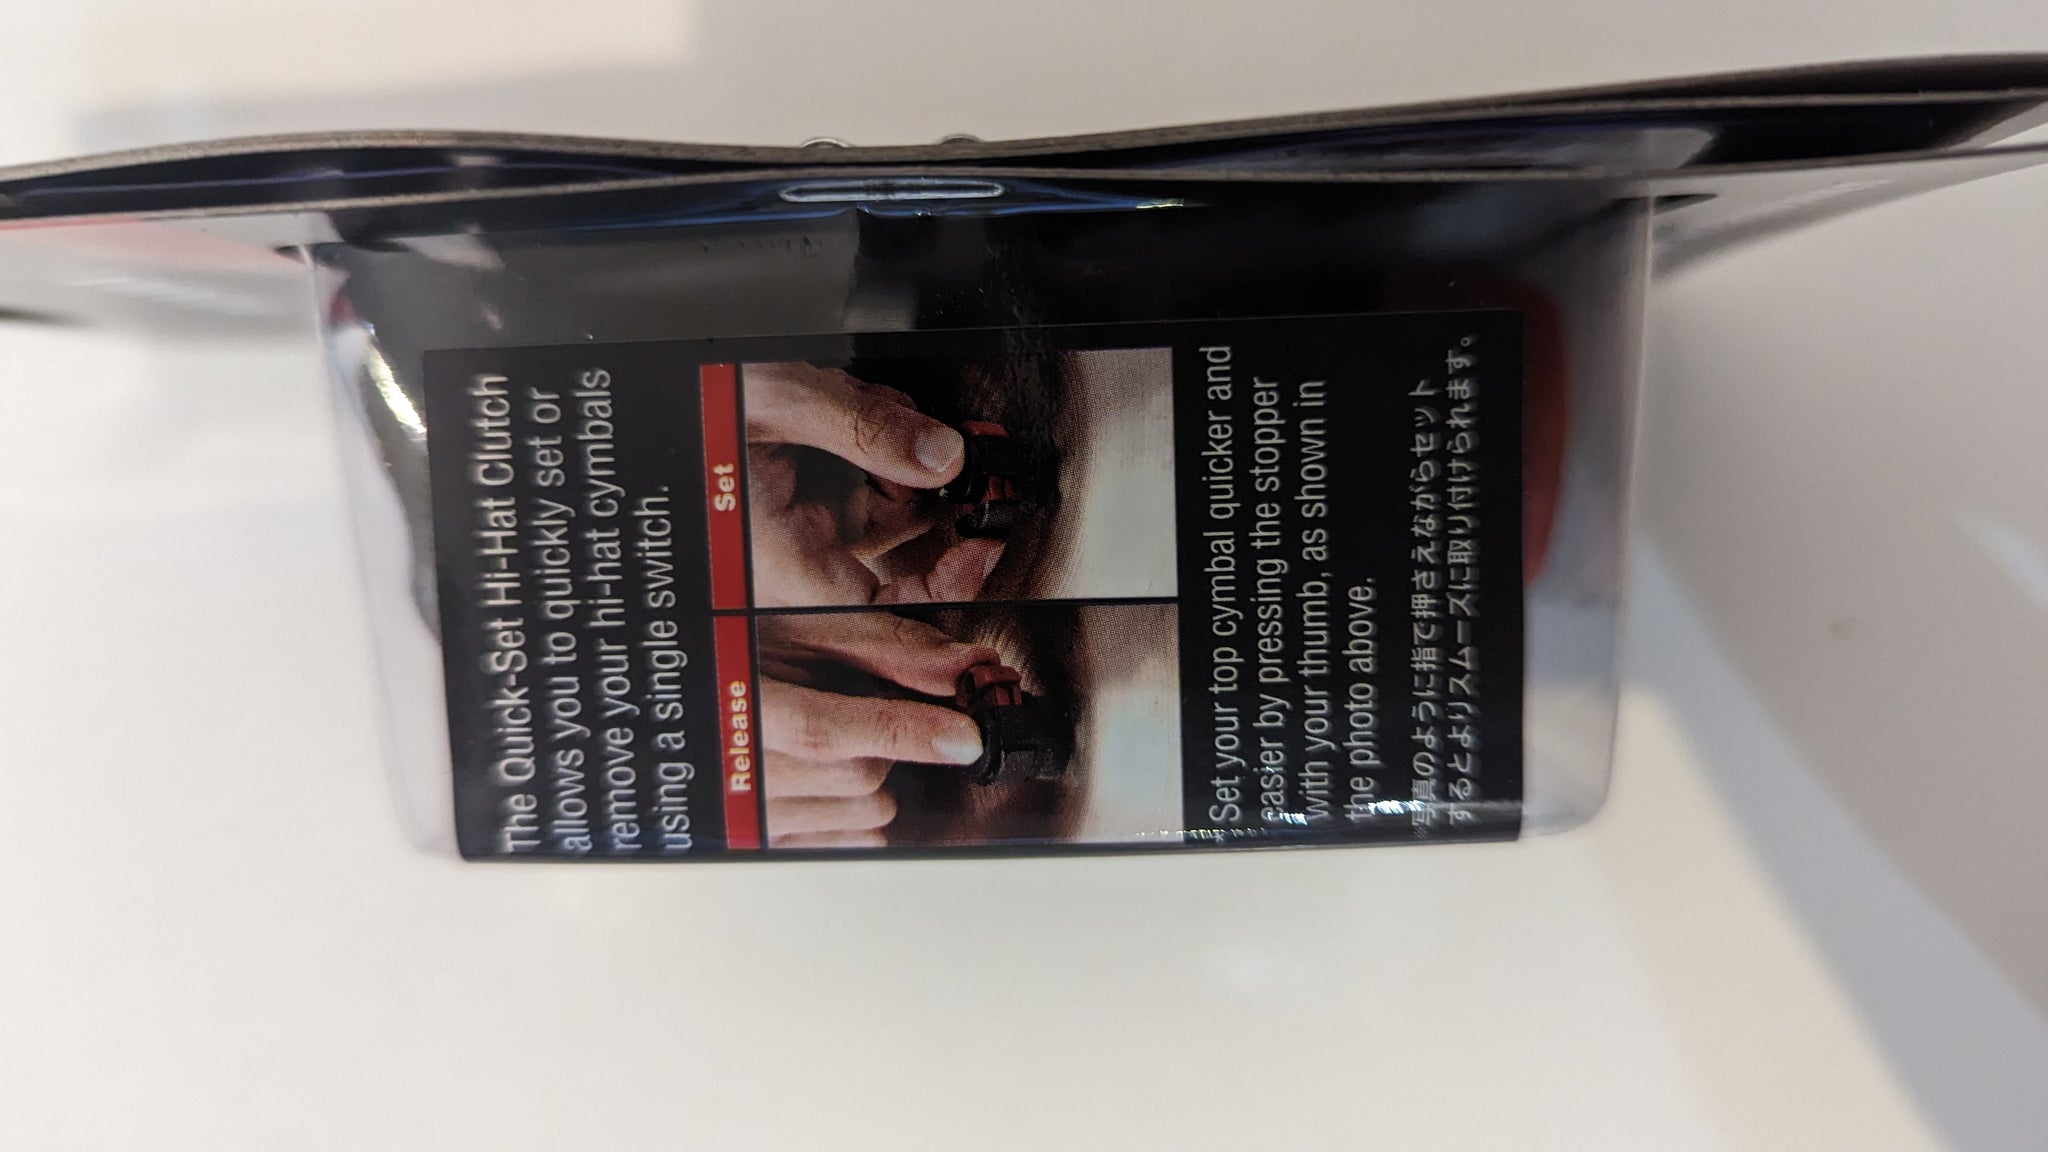 The Quick-Set Hi-Hat Clutch
allows you to quickly set or
remove your hi-hat cymbals
using a single switch.
Release
Set
*Set your top cymbal quicker and
easier by pressing the stopper
with your thumb, as shown in
the photo above.
※写真のように指で押さえながらセット
するとよりスムーズに取り付けられます。